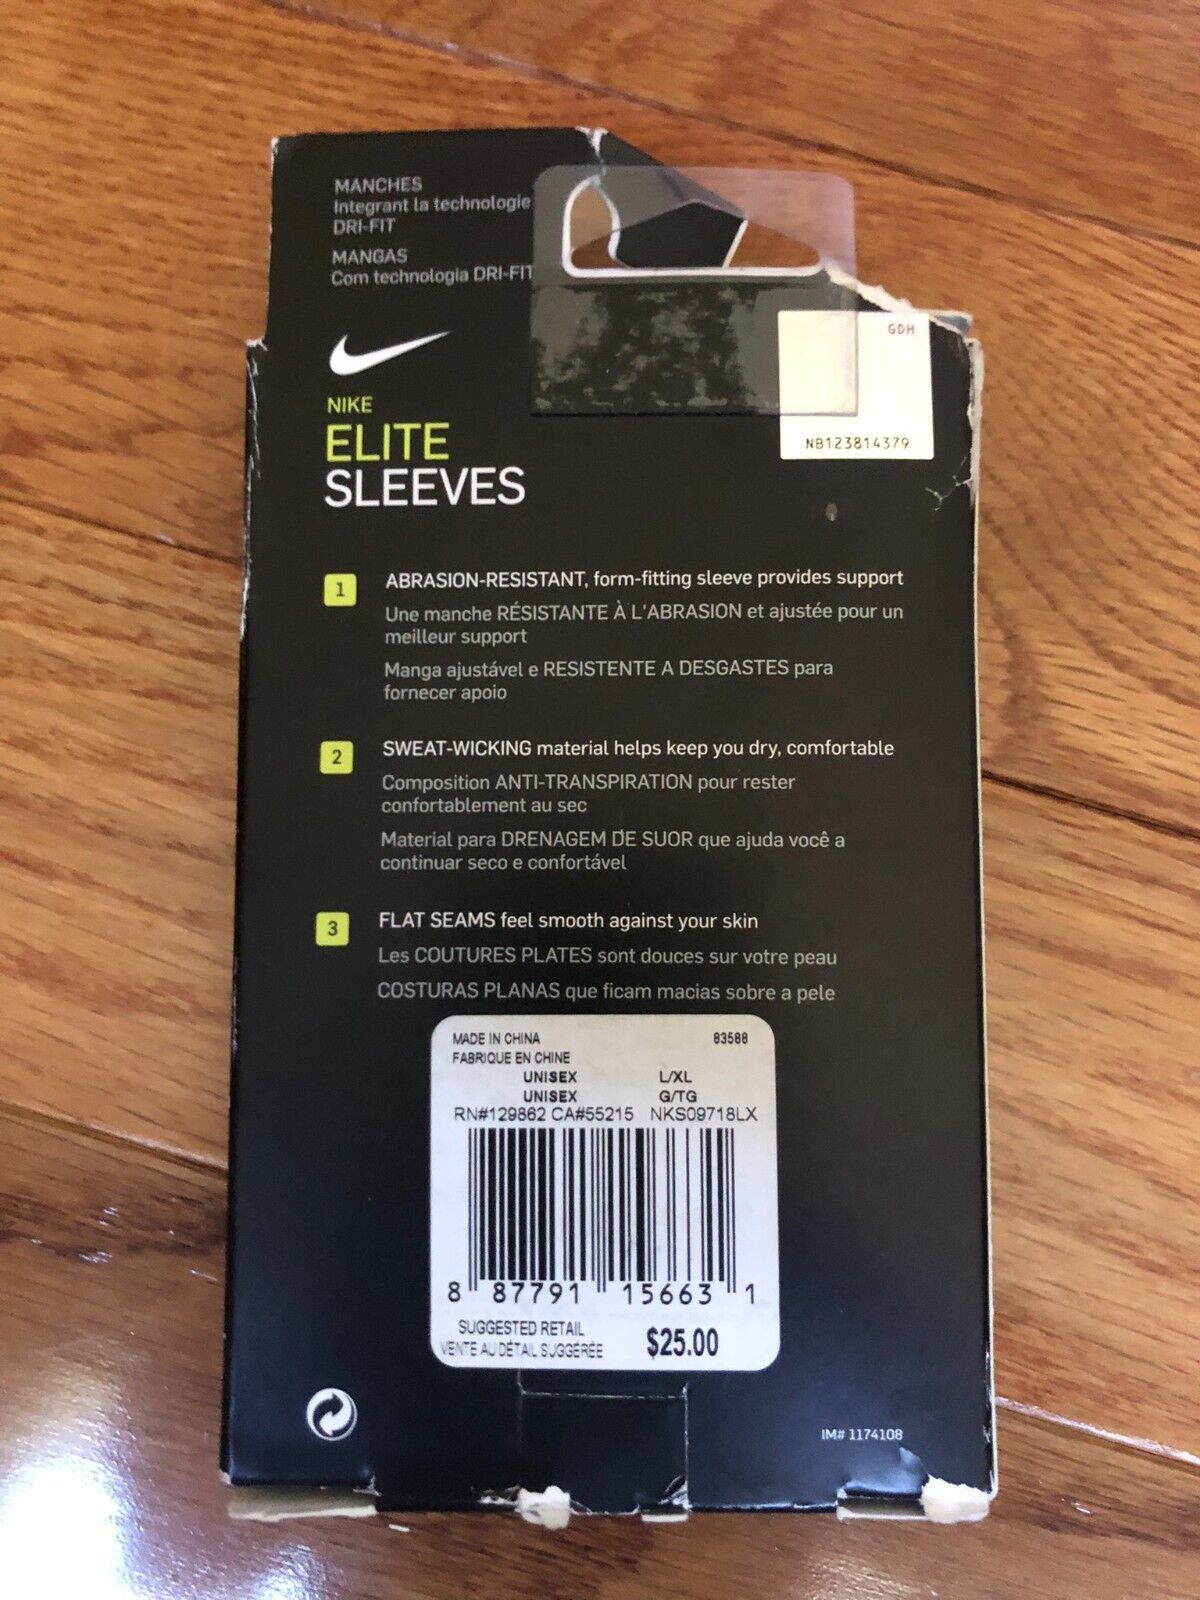 MANCHES
Integrant la technologie
DRI-FIT
MANGAS
Com technologia DRI-FIT
GDH
NB123814379
NIKE
ELITE
SLEEVES
1
ABRASION-RESISTANT, form-fitting sleeve provides support
Une manche RÉSISTANTE À L'ABRASION et ajustée pour un
meilleur support
Manga ajustável e RESISTENTE A DESGASTES para
fornecer apoio
2
SWEAT-WICKING material helps keep you dry, comfortable
Composition ANTI-TRANSPIRATION pour rester
confortablement au sec
Material para DRENAGEM DE SUOR que ajuda você a
continuar seco e confortável
3
FLAT SEAMS feel smooth against your skin
Les COUTURES PLATES sont douces sur votre peau
COSTURAS PLANAS que ficam macias sobre a pele
MADE IN CHINA 83588
FABRIQUE EN CHINE
UNISEX L/XL
UNISEX G/TG
RN#129862 CA#55215 NKS09718LX
8 87791 15663 1
SUGGESTED RETAIL
VENTE AU DÉTAIL SUGGÉRÉE $25.00
IM# 1174108